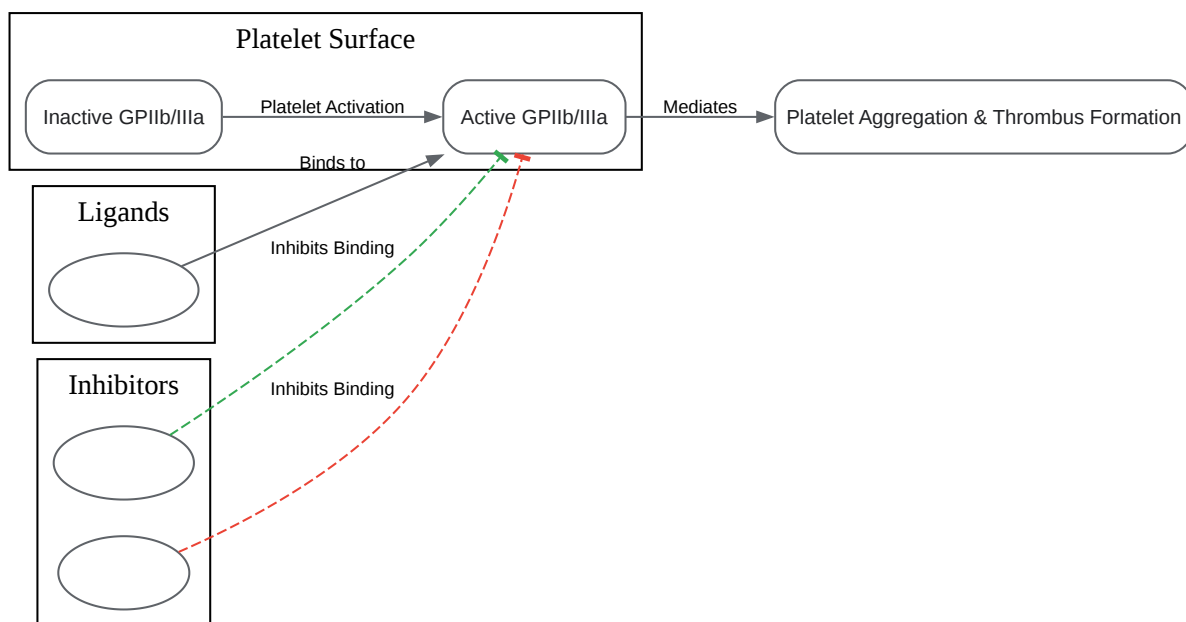 Platelet Surface
Inactive GPIIb/IIIa
Platelet Activation
Active GPIIb/IIIa
Mediates
Platelet Aggregation & Thrombus Formation
Binds to
Ligands
Inhibits Binding
Inhibitors
Inhibits Binding